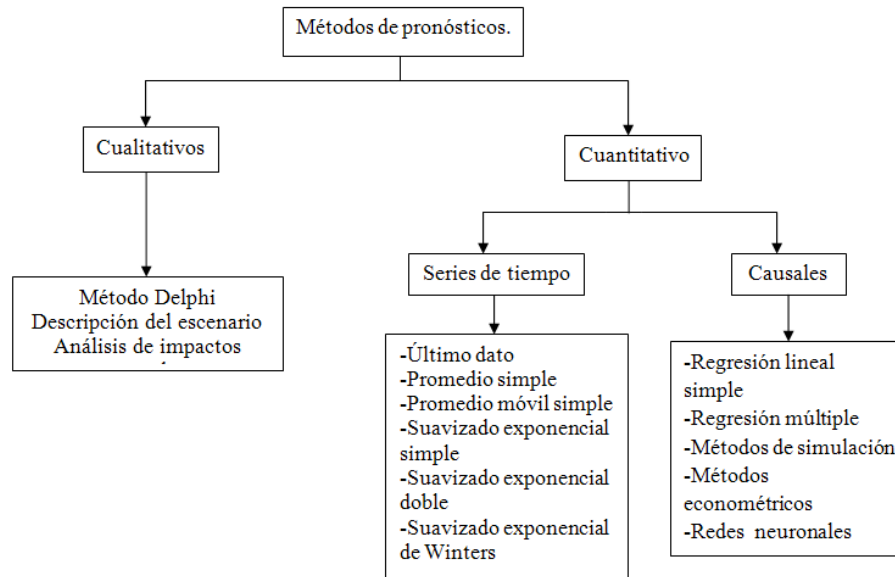 Métodos de pronósticos.
Cualitativos
Cuantitativo
Series de tiempo
Causales
Método Delphi
Descripción del escenario
Análisis de impactos
-Último dato
-Promedio simple
-Promedio móvil simple
-Suavizado exponencial
simple
-Suavizado exponencial
doble
-Suavizado exponencial
de Winters
-Regresión lineal
simple
-Regresión múltiple
-Métodos de simulación
-Métodos
econométricos
-Redes neuronales